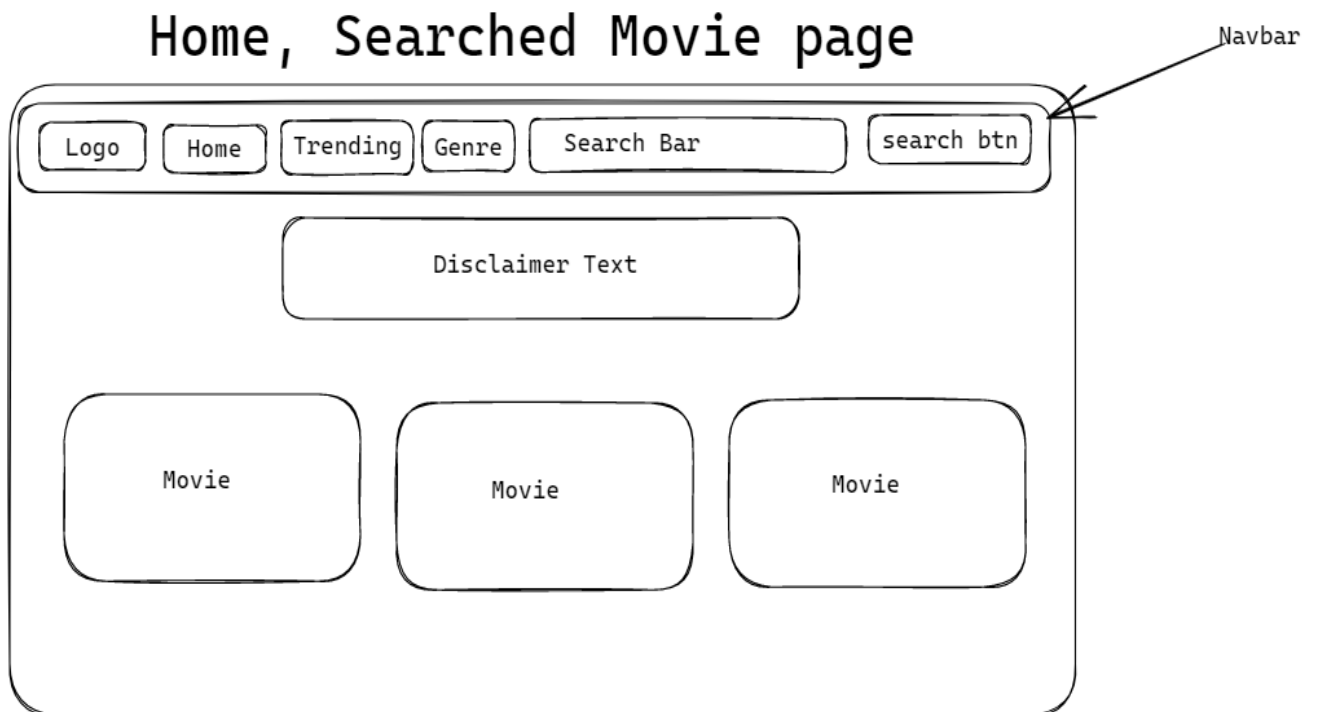 Home, Searched Movie page
Navbar
Logo
Home
Trending
Genre
Search Bar
search btn
Disclaimer Text
Movie
Movie
Movie